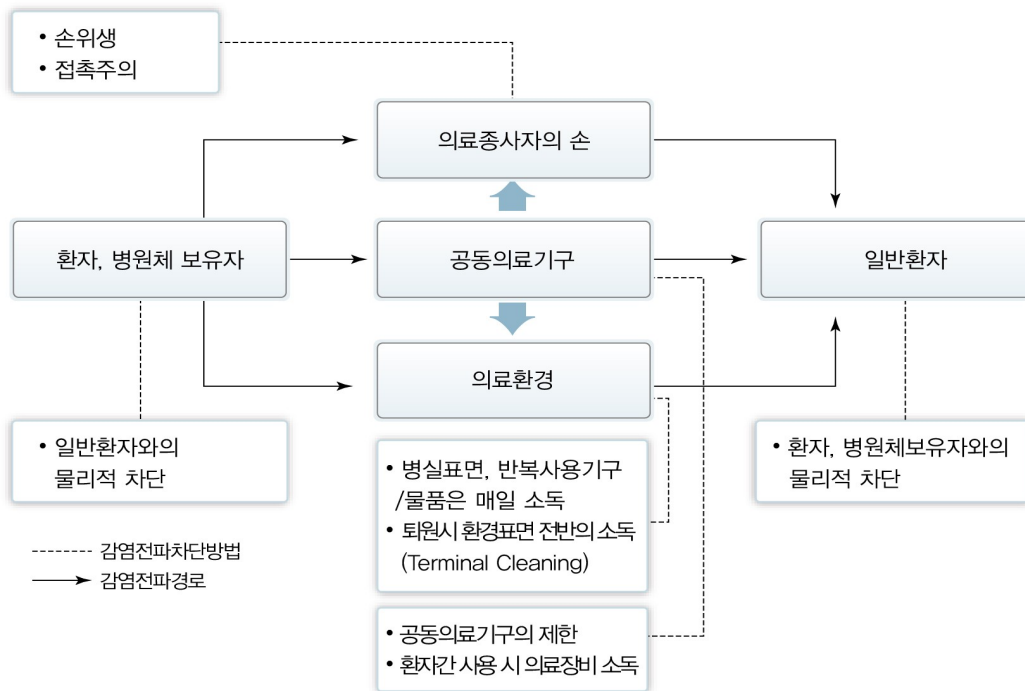 • 손위생
• 접촉주의
의료종사자의 손
환자, 병원체 보유자
공동의료기구
일반환자
의료환경
• 일반환자와의
물리적 차단
• 병실표면, 반복사용기구
/물품은 매일 소독
• 퇴원시 환경표면 전반의 소독
(Terminal Cleaning)
• 환자, 병원체보유자와의
물리적 차단
감염전파차단방법
감염전파경로
• 공동의료기구의 제한
• 환자간 사용 시 의료장비 소독